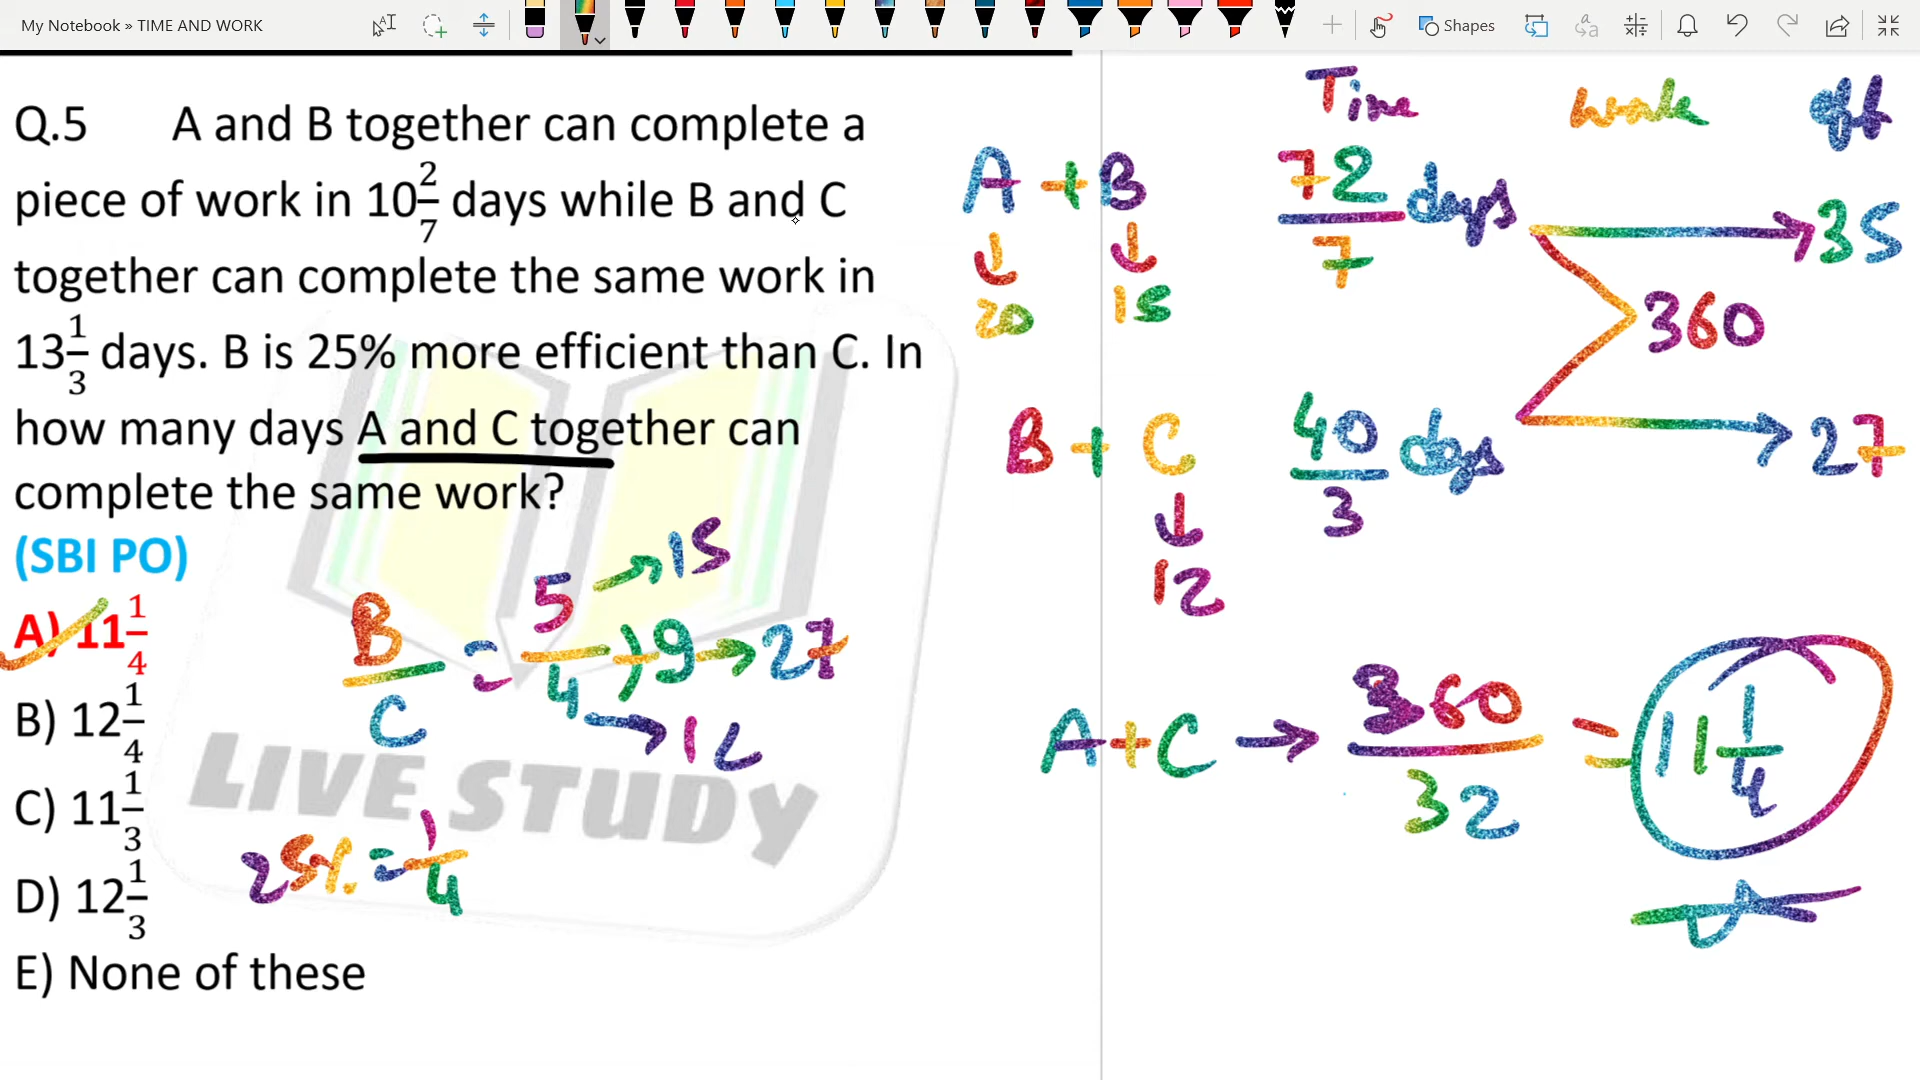 My Notebook » TIME AND WORK
Shapes
Q.5 A and B together can complete a
piece of work in 10 2/7 days while B and C
together can complete the same work in
13 1/3 days. B is 25% more efficient than C. In
how many days A and C together can
complete the same work?
(SBI PO)
A) 11 1/4
B) 12 1/4
C) 11 1/3
D) 12 1/3
E) None of these
LIVE STUDY
B/C = 5/4 ) 9 → 27
→ 15
→ 12
25% = 1/4
Time work eff
A + B 72/7 days → 35
20 15
360
B + C 40/3 days → 27
12
A+C → 360/32 = 11 1/4